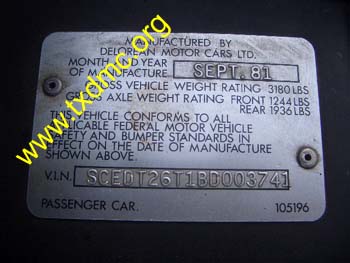 MANUFACTURED BY
DELOREAN MOTOR CARS LTD.
MONTH AND YEAR
OF MANUFACTURE SEPT. 81
GROSS VEHICLE WEIGHT RATING 3180 LBS
GROSS AXLE WEIGHT RATING FRONT 1244 LBS
REAR 1936 LBS
THIS VEHICLE CONFORMS TO ALL
APPLICABLE FEDERAL MOTOR VEHICLE
SAFETY AND BUMPER STANDARDS IN
EFFECT ON THE DATE OF MANUFACTURE
SHOWN ABOVE.
V.I.N. SCEDT26T1BD003741
PASSENGER CAR. 105196
www.txdmc.org